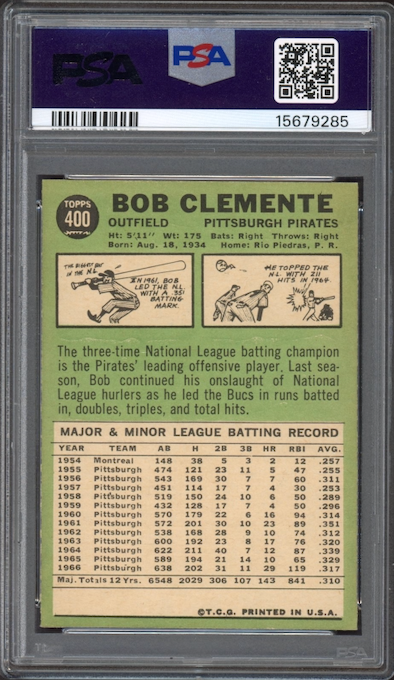 PSA
PSA
15679285
TOPPS
400
BOB CLEMENTE
OUTFIELD PITTSBURGH PIRATES
Ht: 5'11" Wt: 175 Bats: Right Throws: Right
Born: Aug. 18, 1934 Home: Rio Piedras, P. R.
THE BIGGEST BAT
IN THE N.L.
IN 1961, BOB
LED THE N.L.
WITH A .351
BATTING
MARK.
HE TOPPED THE
N.L. WITH 211
HITS IN 1964.
The three-time National League batting champion
is the Pirates' leading offensive player. Last sea-
son, Bob continued his onslaught of National
League hurlers as he led the Bucs in runs batted
in, doubles, triples, and total hits.
MAJOR & MINOR LEAGUE BATTING RECORD
YEAR TEAM AB H 2B 3B HR RBI AVG.
1954 Montreal 148 38 5 3 2 12 .257
1955 Pittsburgh 474 121 23 11 5 47 .255
1956 Pittsburgh 543 169 30 7 7 60 .311
1957 Pittsburgh 451 114 17 7 4 30 .253
1958 Pittsburgh 519 150 24 10 6 50 .289
1959 Pittsburgh 432 128 17 7 4 50 .296
1960 Pittsburgh 570 179 22 6 16 94 .314
1961 Pittsburgh 572 201 30 10 23 89 .351
1962 Pittsburgh 538 168 28 9 10 74 .312
1963 Pittsburgh 600 192 23 8 17 76 .320
1964 Pittsburgh 622 211 40 7 12 87 .339
1965 Pittsburgh 589 194 21 14 10 65 .329
1966 Pittsburgh 638 202 31 11 29 119 .317
Maj. Totals 12 Yrs. 6548 2029 306 107 143 841 .310
©T.C.G. PRINTED IN U.S.A.
PSA